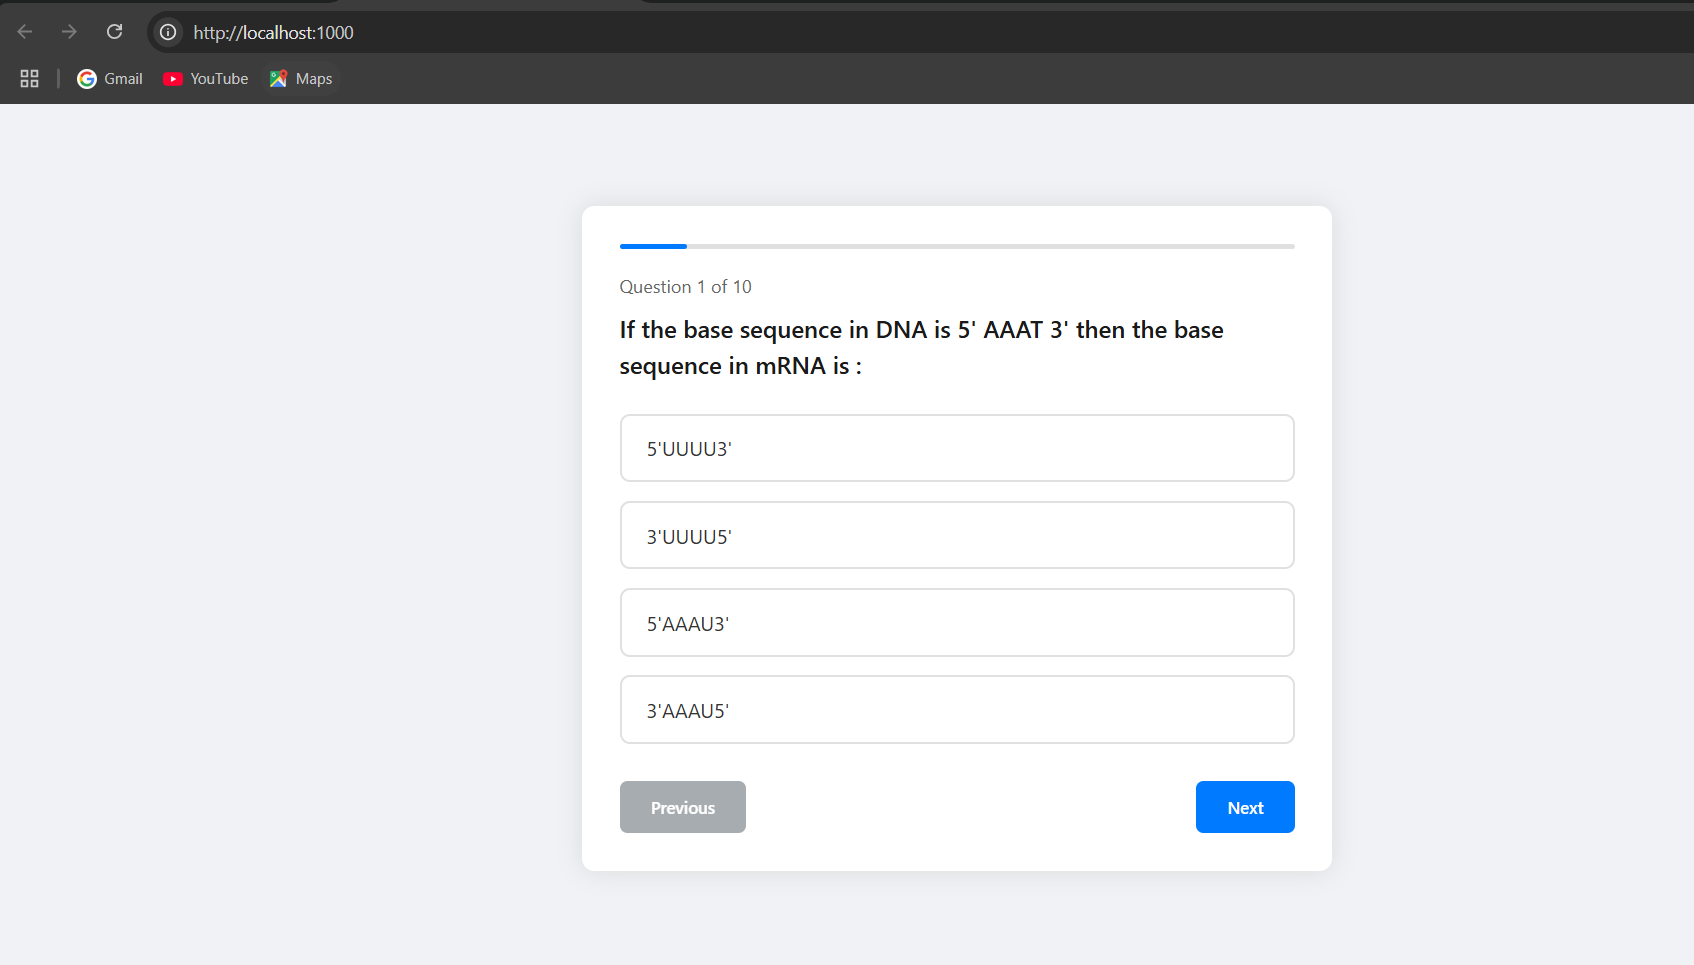 http://localhost:1000
Gmail YouTube Maps
Question 1 of 10
If the base sequence in DNA is 5' AAAT 3' then the base
sequence in mRNA is :
5'UUUU3'
3'UUUU5'
5'AAAU3'
3'AAAU5'
Previous Next